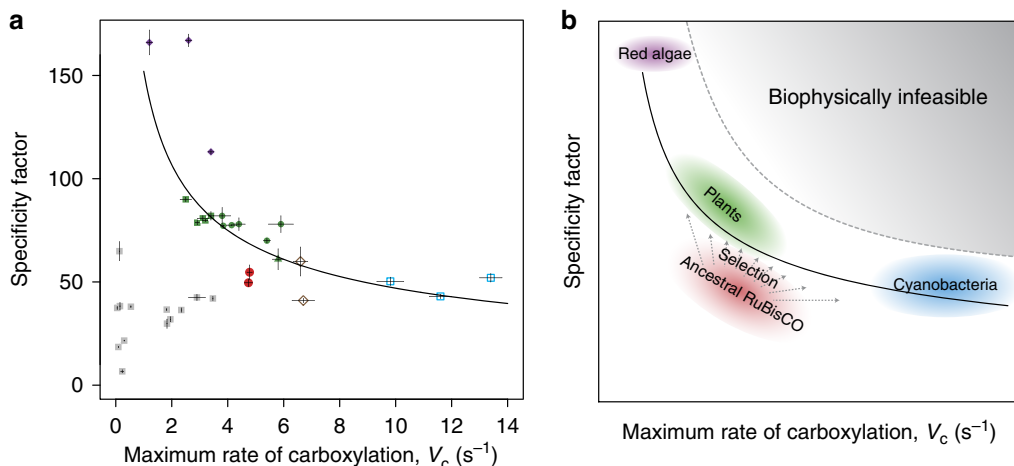 a
Specificity factor
150
100
50
0
0 2 4 6 8 10 12 14
Maximum rate of carboxylation, Vc (s−1)
b
Specificity factor
Red algae
Biophysically infeasible
Plants
Selection
Ancestral RuBisCO
Cyanobacteria
Maximum rate of carboxylation, Vc (s−1)